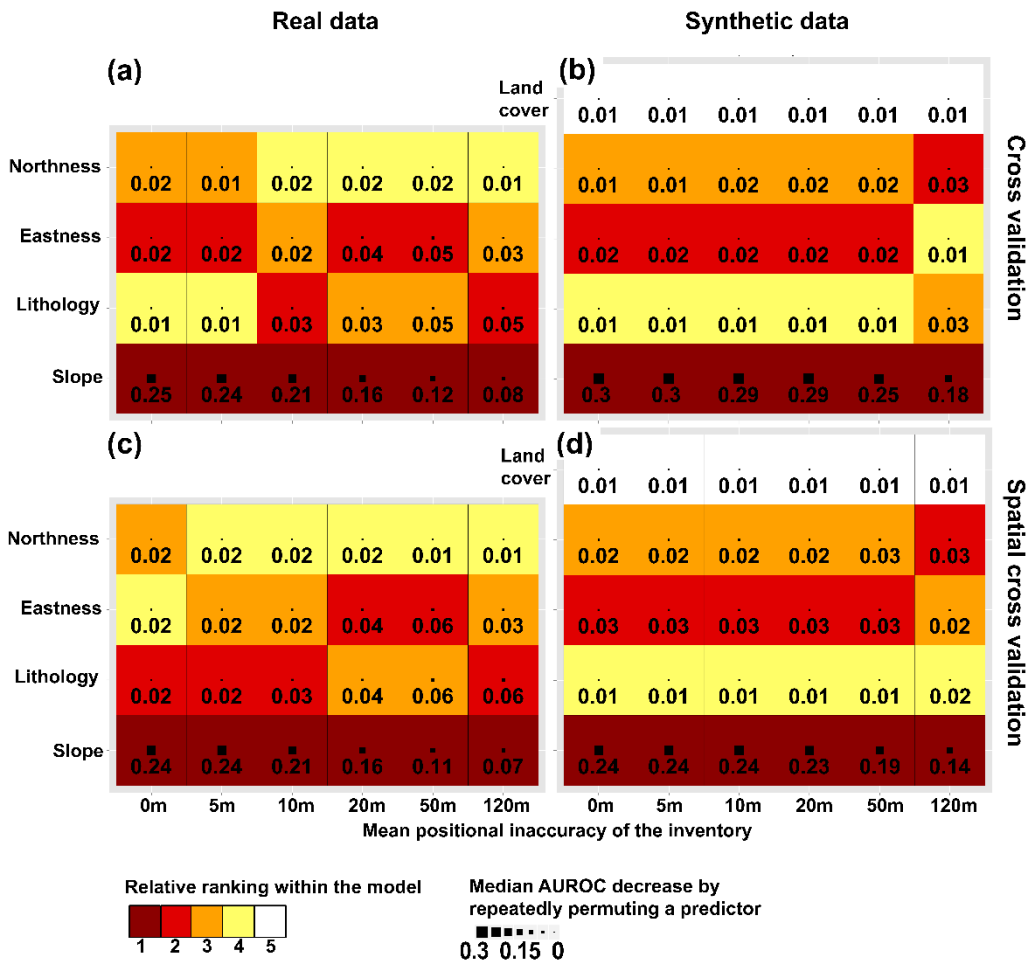 Real data Synthetic data
(a) (b)
Land
cover
0.01 0.01 0.01 0.01 0.01 0.01
Northness 0.02 0.01 0.02 0.02 0.02 0.01 0.01 0.01 0.02 0.02 0.02 0.03
Eastness 0.02 0.02 0.02 0.04 0.05 0.03 0.02 0.02 0.02 0.02 0.02 0.01
Lithology 0.01 0.01 0.03 0.03 0.05 0.05 0.01 0.01 0.01 0.01 0.01 0.03
Slope 0.25 0.24 0.21 0.16 0.12 0.08 0.3 0.3 0.29 0.29 0.25 0.18
Cross validation
(c) (d)
Land
cover
0.01 0.01 0.01 0.01 0.01 0.01
Northness 0.02 0.02 0.02 0.02 0.01 0.01 0.02 0.02 0.02 0.02 0.03 0.03
Eastness 0.02 0.02 0.02 0.04 0.06 0.03 0.03 0.03 0.03 0.03 0.03 0.02
Lithology 0.02 0.02 0.03 0.04 0.06 0.06 0.01 0.01 0.01 0.01 0.01 0.02
Slope 0.24 0.24 0.21 0.16 0.11 0.07 0.24 0.24 0.24 0.23 0.19 0.14
Spatial cross validation
0m 5m 10m 20m 50m 120m 0m 5m 10m 20m 50m 120m
Mean positional inaccuracy of the inventory
Relative ranking within the model
1 2 3 4 5
Median AUROC decrease by
repeatedly permuting a predictor
0.3 0.15 0